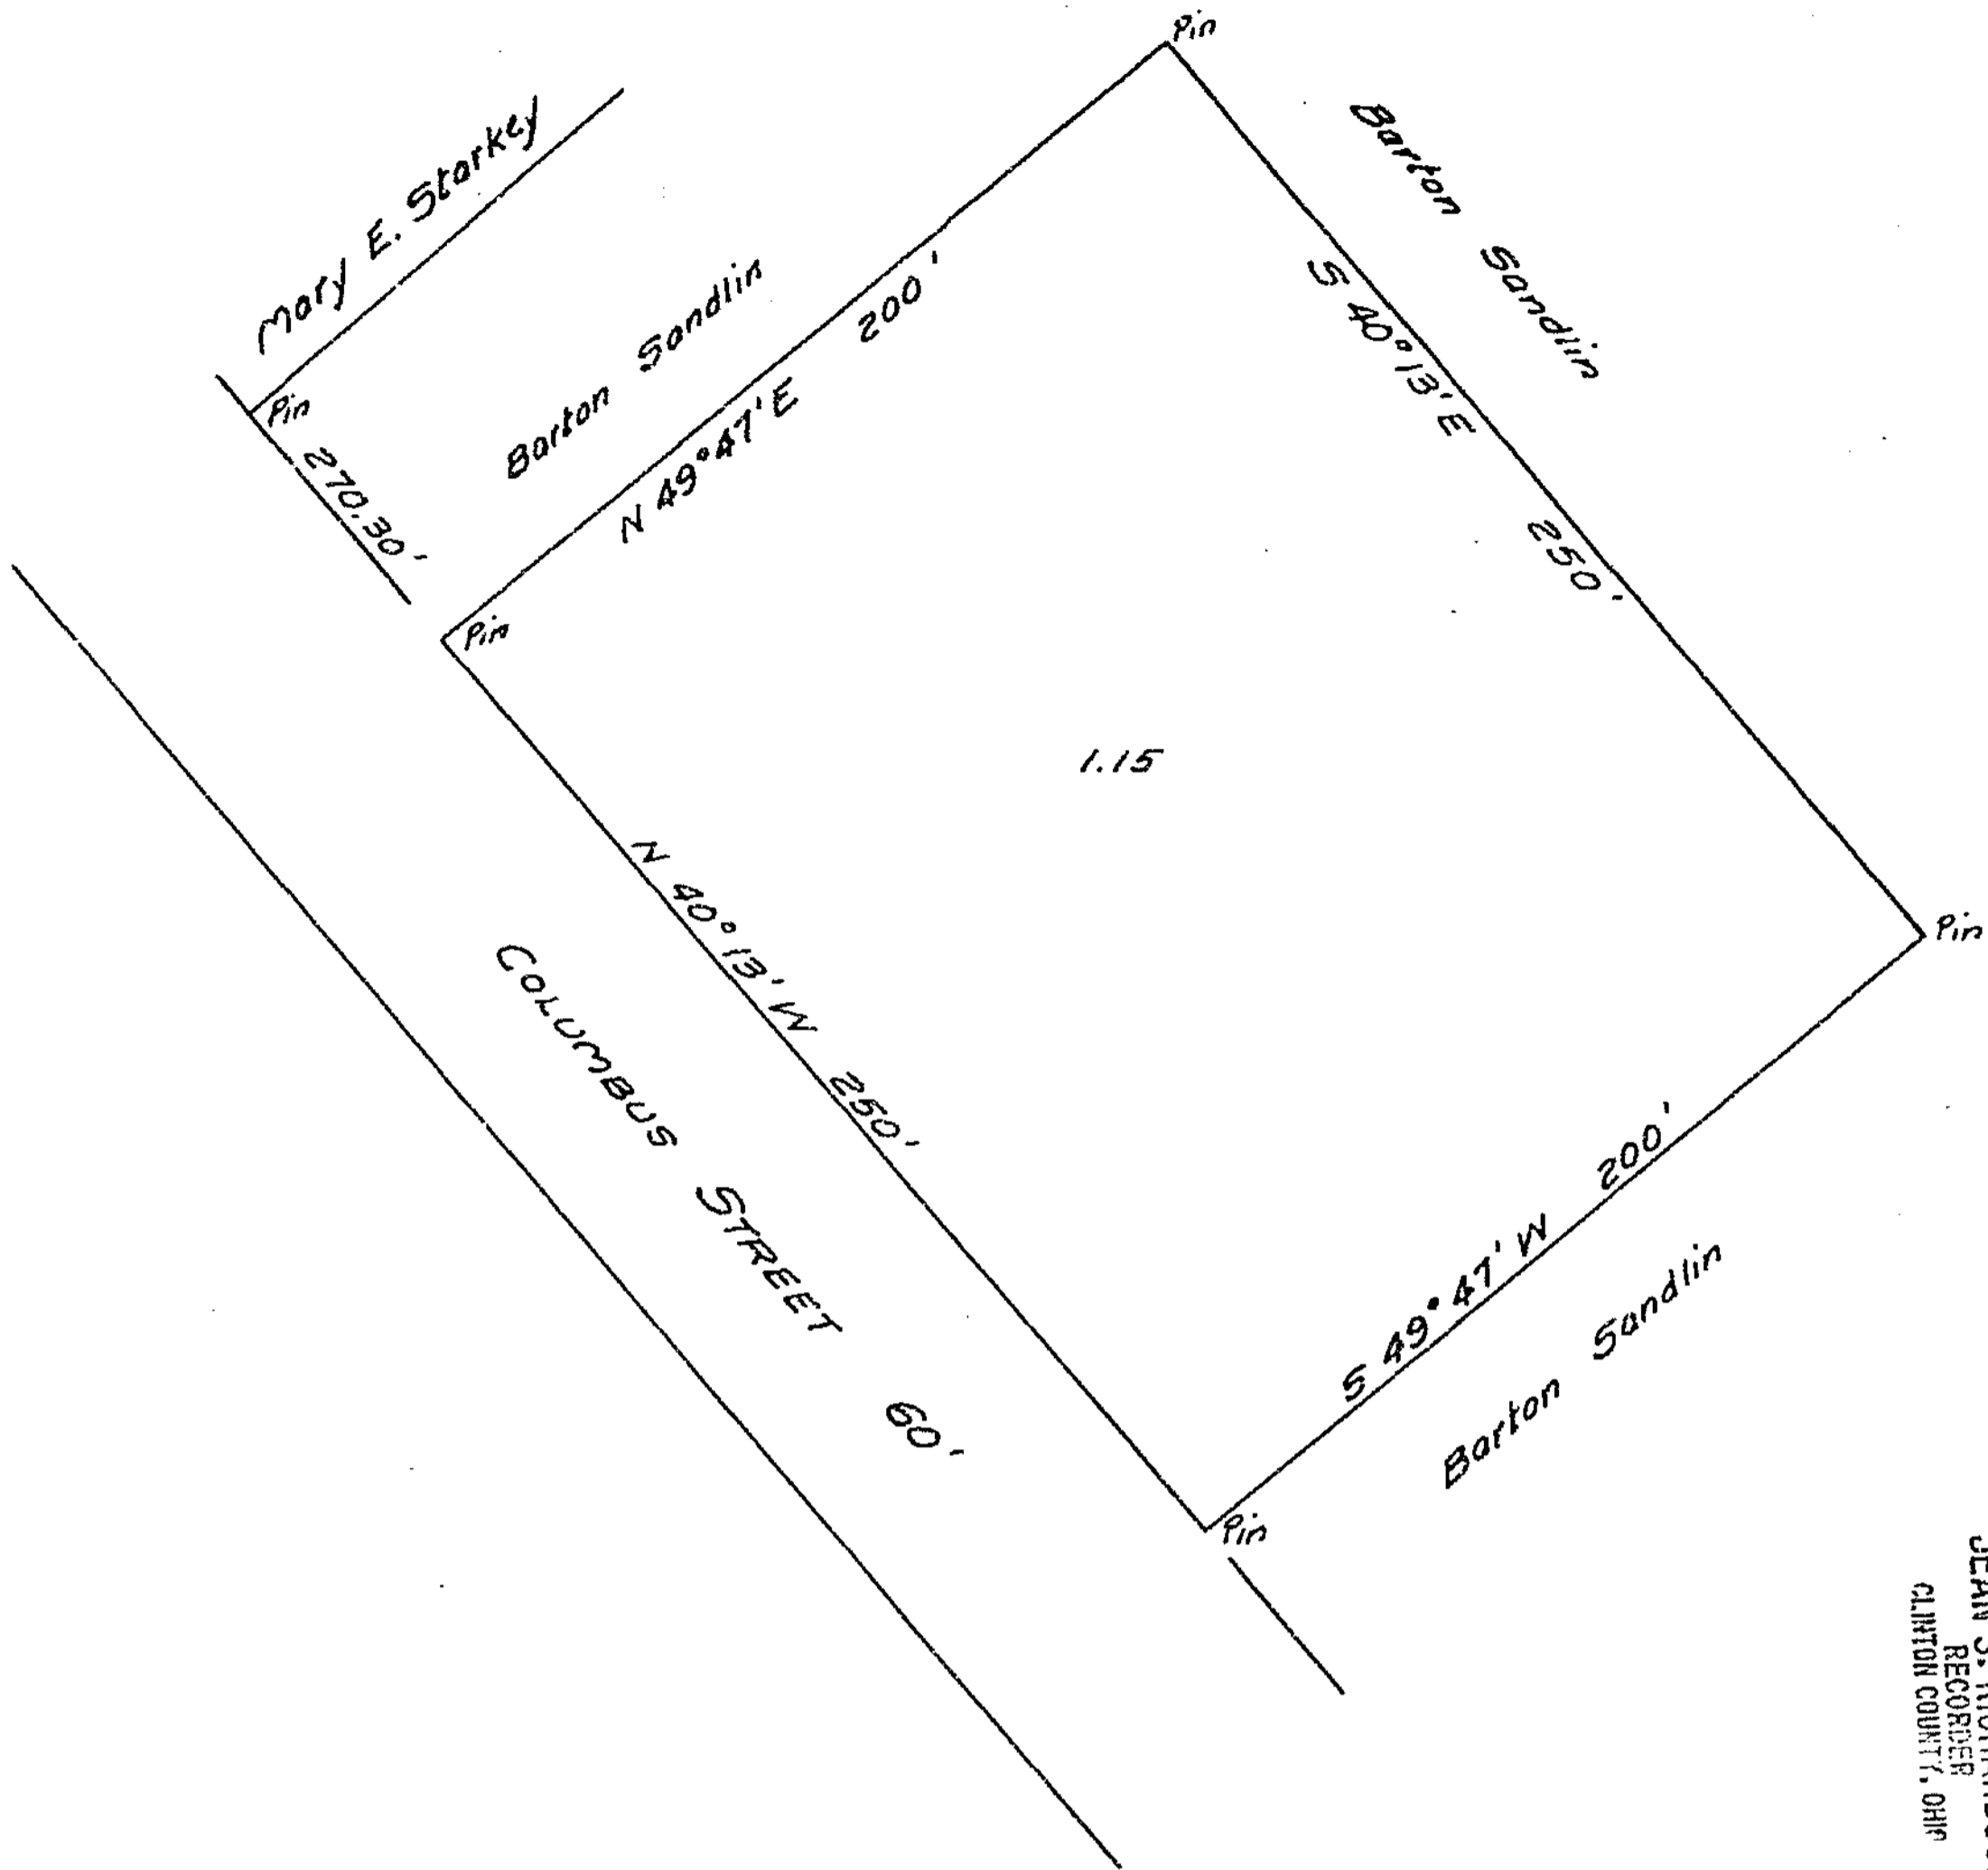 Pin
Mary E. Starkey
Barton Sandlin
Pin
270.30'
N 49° 47' E 200'
Barton Sandlin
S 40° 13' E 250'
Pin
1.15
N 40° 13' W 250'
Pin
COLUMBUS STREET 60'
S 49° 47' W 200'
Barton Sandlin
Pin
JEAN S.
RECORDER
CLINTON COUNTY, OHIO